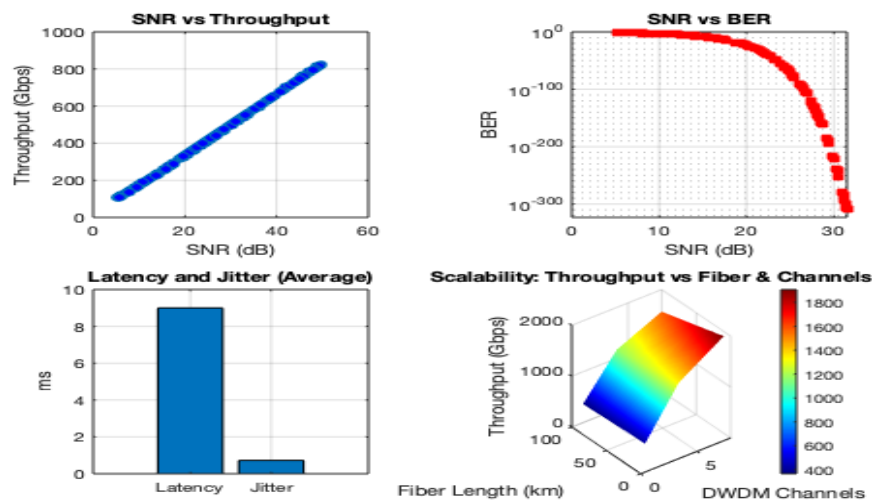 SNR vs Throughput
1000
800
600
400
200
0
Throughput (Gbps)
0 20 40 60
SNR (dB)
SNR vs BER
10^0
10^-100
10^-200
10^-300
BER
0 10 20 30
SNR (dB)
Latency and Jitter (Average)
10
8
6
4
2
0
ms
Latency Jitter
Scalability: Throughput vs Fiber & Channels
2000
1000
0
Throughput (Gbps)
100
50
0
Fiber Length (km)
0
5
DWDM Channels
1800
1600
1400
1200
1000
800
600
400